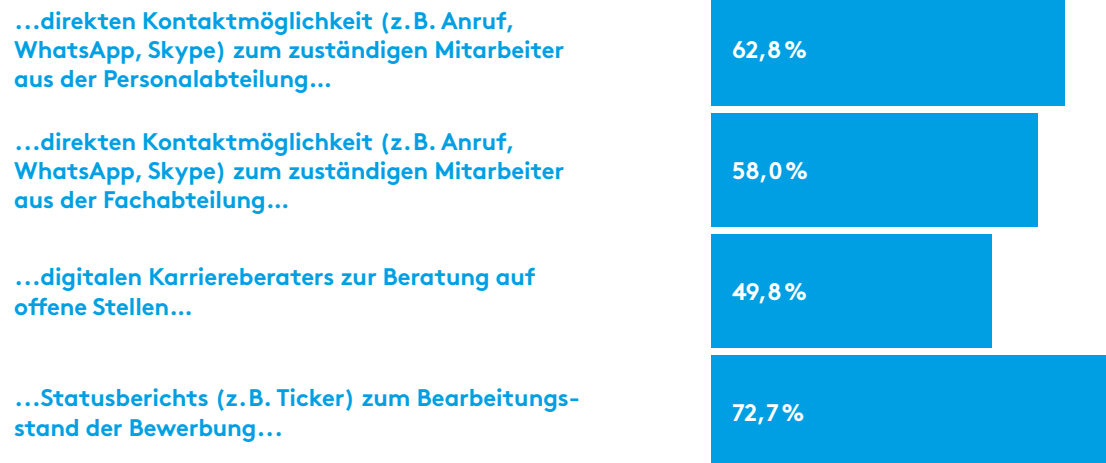 ...direkten Kontaktmöglichkeit (z.B. Anruf,
WhatsApp, Skype) zum zuständigen Mitarbeiter
aus der Personalabteilung...
62,8 %
...direkten Kontaktmöglichkeit (z.B. Anruf,
WhatsApp, Skype) zum zuständigen Mitarbeiter
aus der Fachabteilung...
58,0 %
...digitalen Karriereberaters zur Beratung auf
offene Stellen...
49,8 %
...Statusberichts (z.B. Ticker) zum Bearbeitungs-
stand der Bewerbung...
72,7 %